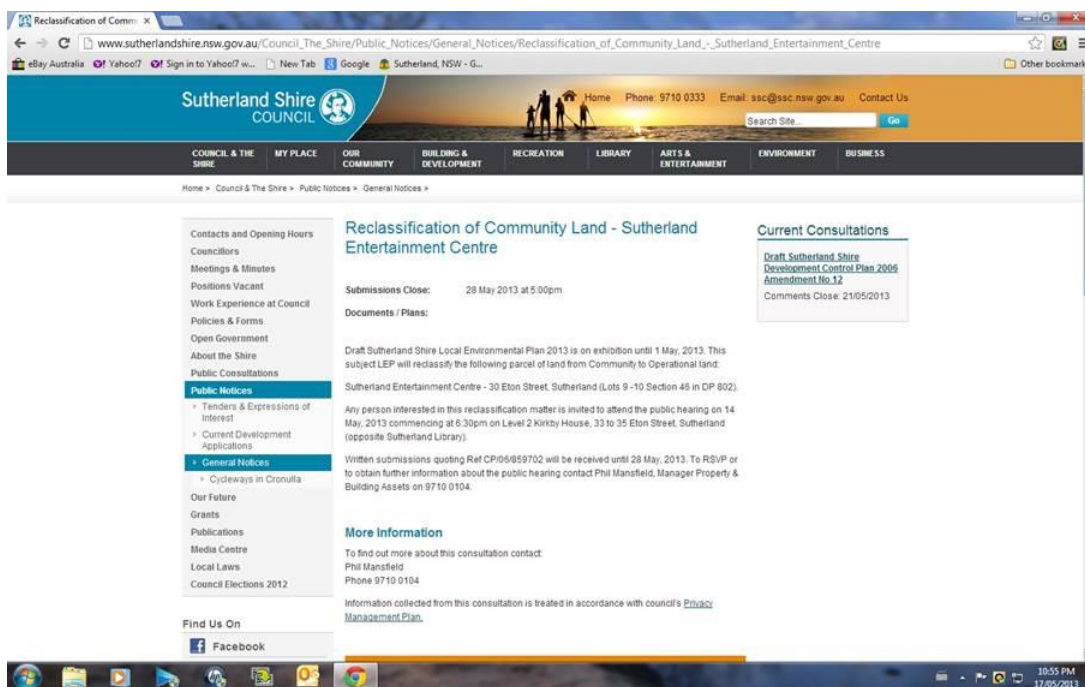 Reclassification of Comm
www.sutherlandshire.nsw.gov.au/Council_The_Shire/Public_Notices/General_Notices/Reclassification_of_Community_Land_-_Sutherland_Entertainment_Centre
eBay Australia Yahoo!7 Sign in to Yahoo!7 w... New Tab Google Sutherland, NSW - G... Other bookmark
Sutherland Shire
COUNCIL
Home Phone: 9710 0333 Email: ssc@ssc.nsw.gov.au Contact Us
Search Site... Go
COUNCIL & THE SHIRE MY PLACE OUR COMMUNITY BUILDING & DEVELOPMENT RECREATION LIBRARY ARTS & ENTERTAINMENT ENVIRONMENT BUSINESS
Home > Council & The Shire > Public Notices > General Notices >
Contacts and Opening Hours
Councillors
Meetings & Minutes
Positions Vacant
Work Experience at Council
Policies & Forms
Open Government
About the Shire
Public Consultations
Public Notices
Tenders & Expressions of
Interest
Current Development
Applications
General Notices
Cycleways in Cronulla
Our Future
Grants
Publications
Media Centre
Local Laws
Council Elections 2012
Find Us On
Facebook
Reclassification of Community Land - Sutherland
Entertainment Centre
Submissions Close: 28 May 2013 at 5:00pm
Documents / Plans:
Draft Sutherland Shire Local Environmental Plan 2013 is on exhibition until 1 May, 2013. This
subject LEP will reclassify the following parcel of land from Community to Operational land:
Sutherland Entertainment Centre - 30 Eton Street, Sutherland (Lots 9 -10 Section 46 in DP 802).
Any person interested in this reclassification matter is invited to attend the public hearing on 14
May, 2013 commencing at 6:30pm on Level 2 Kirkby House, 33 to 35 Eton Street, Sutherland
(opposite Sutherland Library).
Written submissions quoting Ref CP/06/859702 will be received until 28 May, 2013. To RSVP or
to obtain further information about the public hearing contact Phil Mansfield, Manager Property &
Building Assets on 9710 0104.
More Information
To find out more about this consultation contact:
Phil Mansfield
Phone 9710 0104
Information collected from this consultation is treated in accordance with council's Privacy
Management Plan.
Current Consultations
Draft Sutherland Shire
Development Control Plan 2006
Amendment No 12
Comments Close: 21/05/2013
10:55 PM
17/05/2013